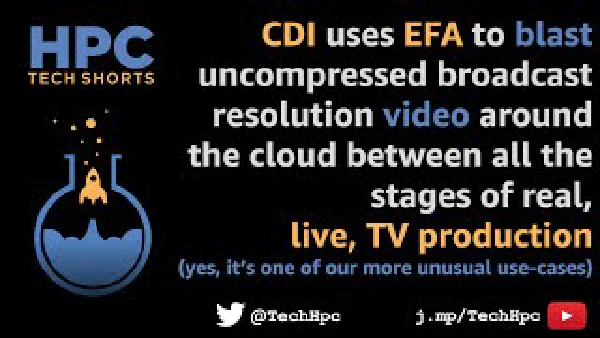 HPC
TECH SHORTS
CDI uses EFA to blast
uncompressed broadcast
resolution video around
the cloud between all the
stages of real,
live, TV production
(yes, it's one of our more unusual use-cases)
@TechHpc
j.mp/TechHpc